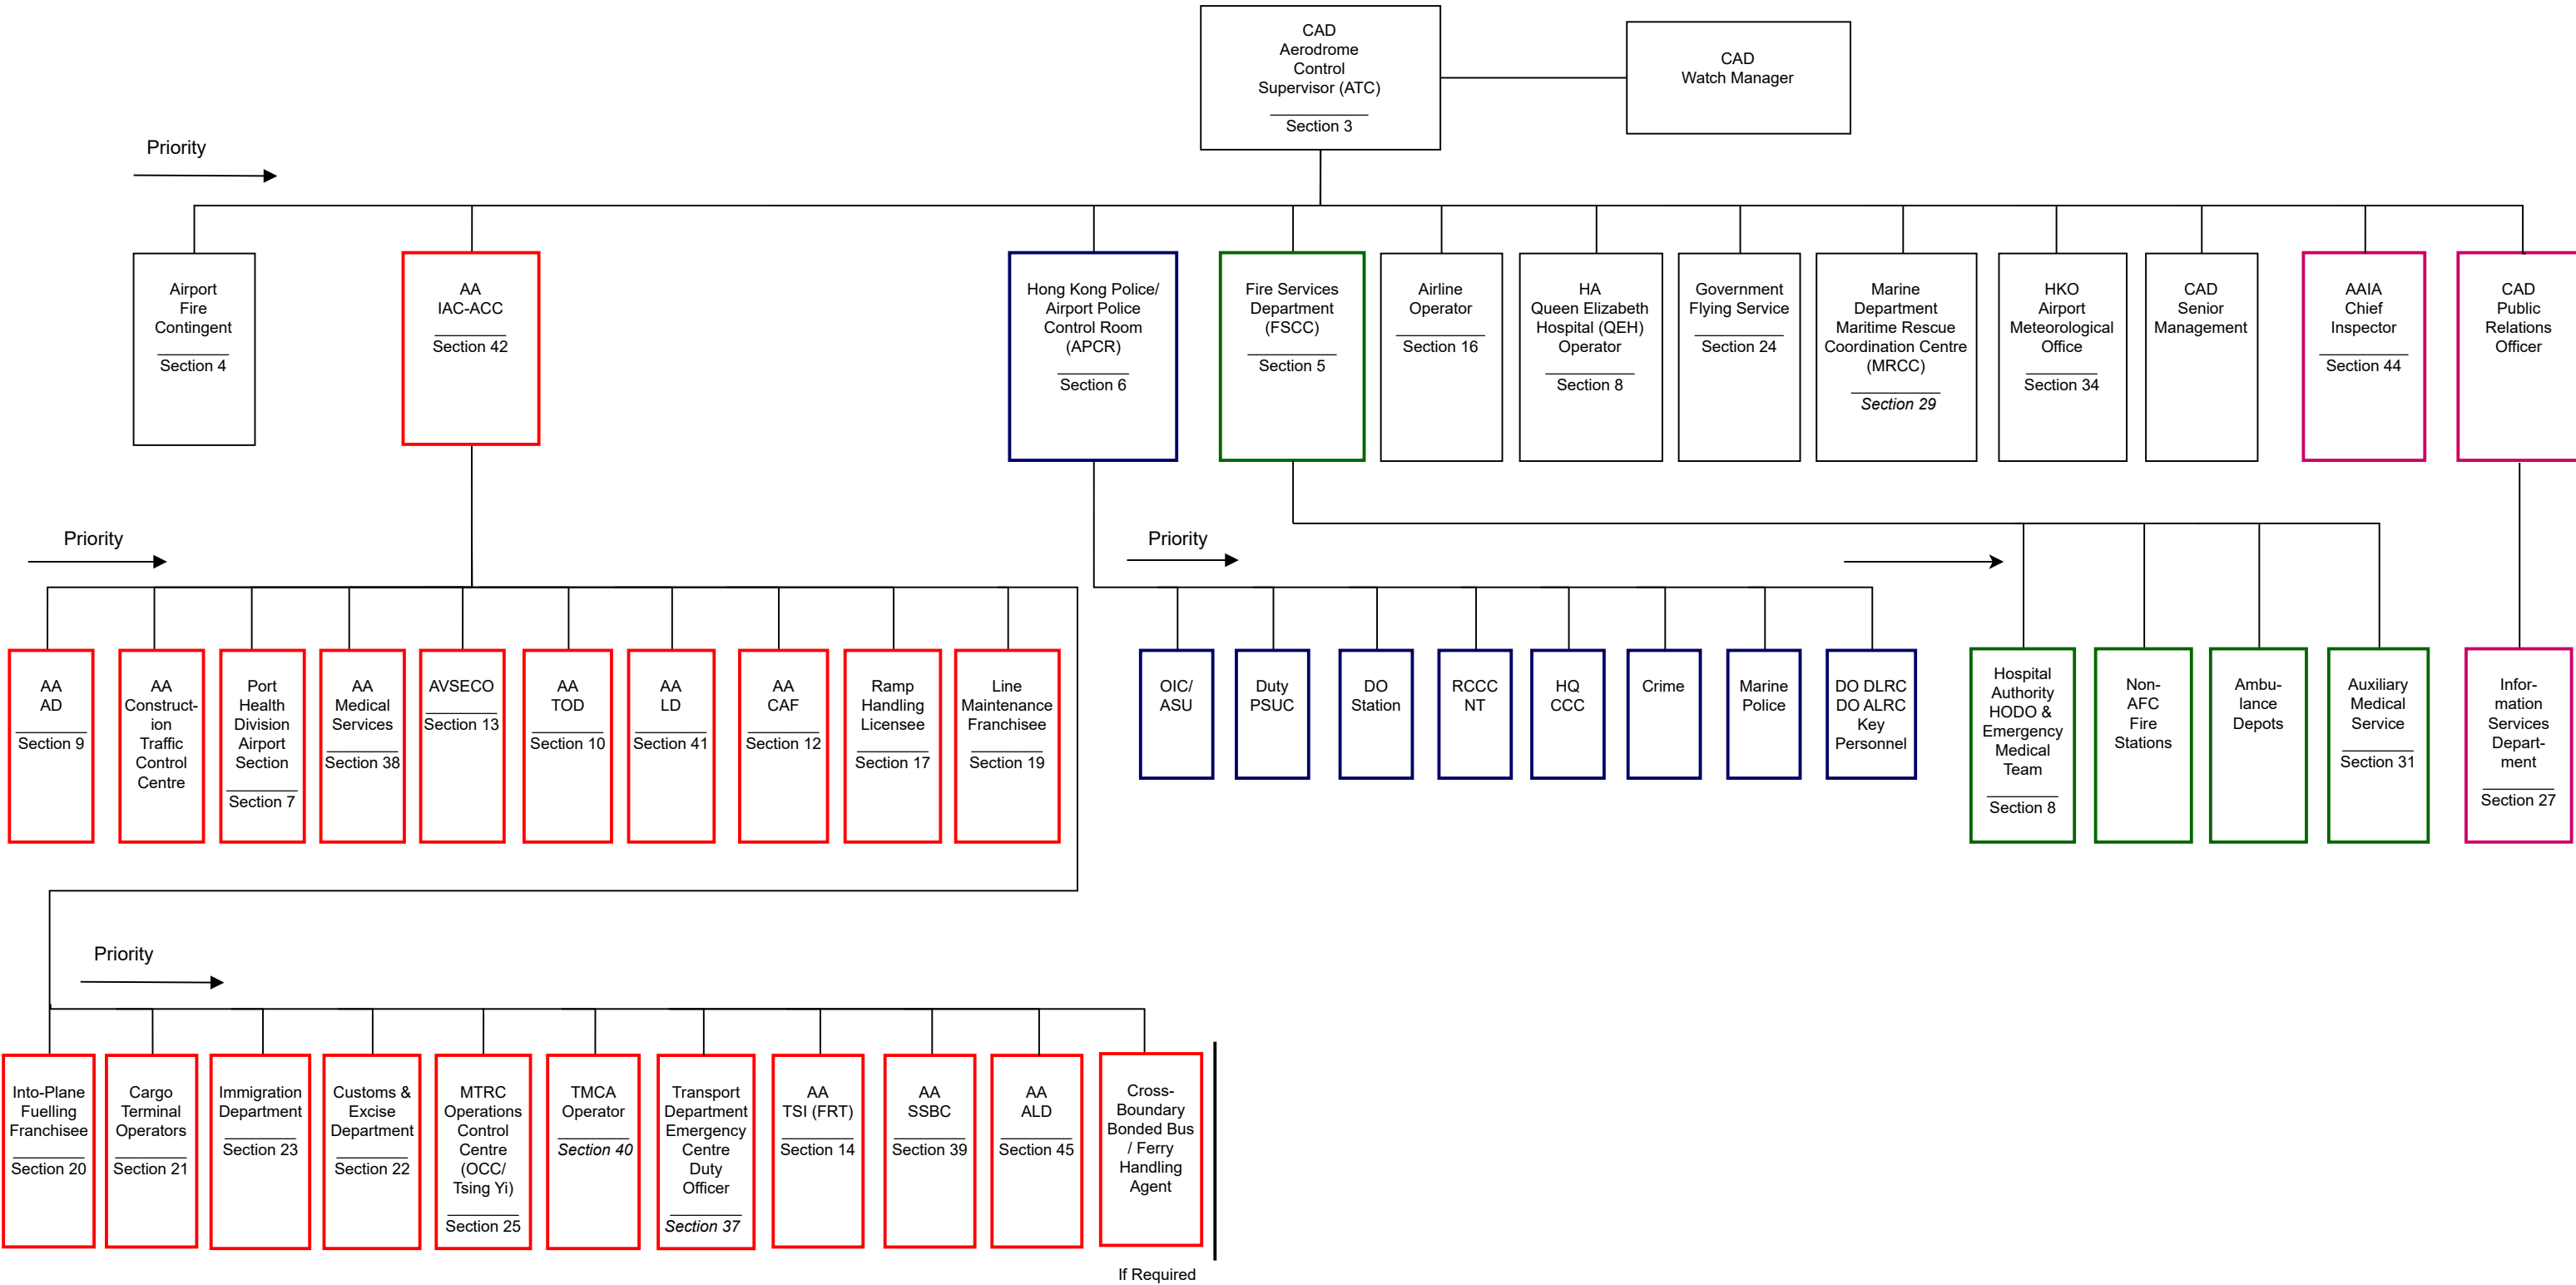 CAD
Aerodrome
Control
Supervisor (ATC)
Section 3
CAD
Watch Manager
Priority
Airport
Fire
Contingent
Section 4
AA
IAC-ACC
Section 42
Hong Kong Police/
Airport Police
Control Room
(APCR)
Section 6
Fire Services
Department
(FSCC)
Section 5
Airline
Operator
Section 16
HA
Queen Elizabeth
Hospital (QEH)
Operator
Section 8
Government
Flying Service
Section 24
Marine
Department
Maritime Rescue
Coordination Centre
(MRCC)
Section 29
HKO
Airport
Meteorological
Office
Section 34
CAD
Senior
Management
AAIA
Chief
Inspector
Section 44
CAD
Public
Relations
Officer
Priority
Priority
AA
AD
Section 9
AA
Construct-
ion
Traffic
Control
Centre
Port
Health
Division
Airport
Section
Section 7
AA
Medical
Services
Section 38
AVSECO
Section 13
AA
TOD
Section 10
AA
LD
Section 41
AA
CAF
Section 12
Ramp
Handling
Licensee
Section 17
Line
Maintenance
Franchisee
Section 19
OIC/
ASU
Duty
PSUC
DO
Station
RCCC
NT
HQ
CCC
Crime
Marine
Police
DO DLRC
DO ALRC
Key
Personnel
Hospital
Authority
HODO &
Emergency
Medical
Team
Section 8
Non-
AFC
Fire
Stations
Ambu-
lance
Depots
Auxiliary
Medical
Service
Section 31
Infor-
mation
Services
Depart-
ment
Section 27
Priority
Into-Plane
Fuelling
Franchisee
Section 20
Cargo
Terminal
Operators
Section 21
Immigration
Department
Section 23
Customs &
Excise
Department
Section 22
MTRC
Operations
Control
Centre
(OCC/
Tsing Yi)
Section 25
TMCA
Operator
Section 40
Transport
Department
Emergency
Centre
Duty
Officer
Section 37
AA
TSI (FRT)
Section 14
AA
SSBC
Section 39
AA
ALD
Section 45
Cross-
Boundary
Bonded Bus
/ Ferry
Handling
Agent
If Required